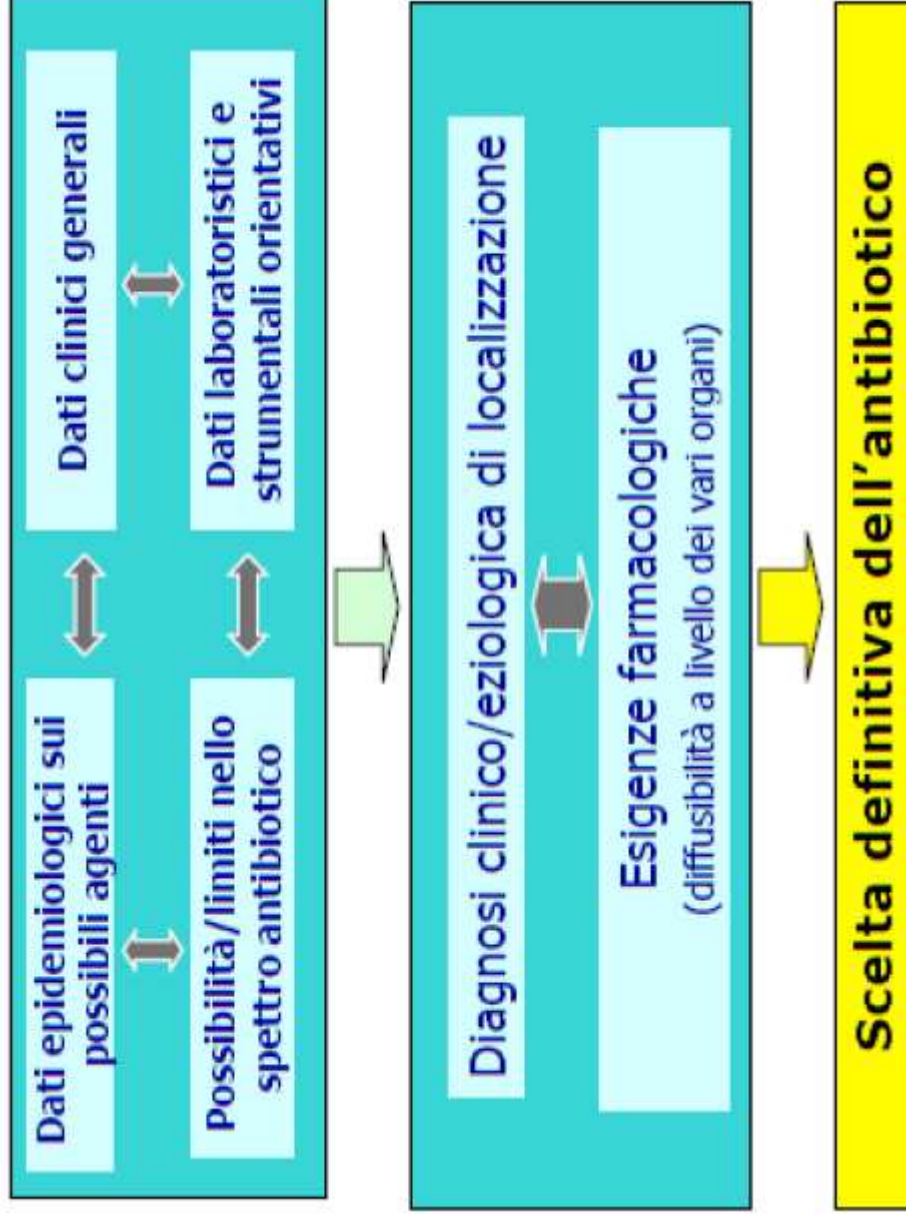 Dati epidemiologici sui
possibili agenti
Dati clinici generali
Possibilità/limiti nello
spettro antibiotico
Dati laboratoristici e
strumentali orientativi
Diagnosi clinico/eziologica di localizzazione
Esigenze farmacologiche
(diffusibilità a livello dei vari organi)
Scelta definitiva dell'antibiotico